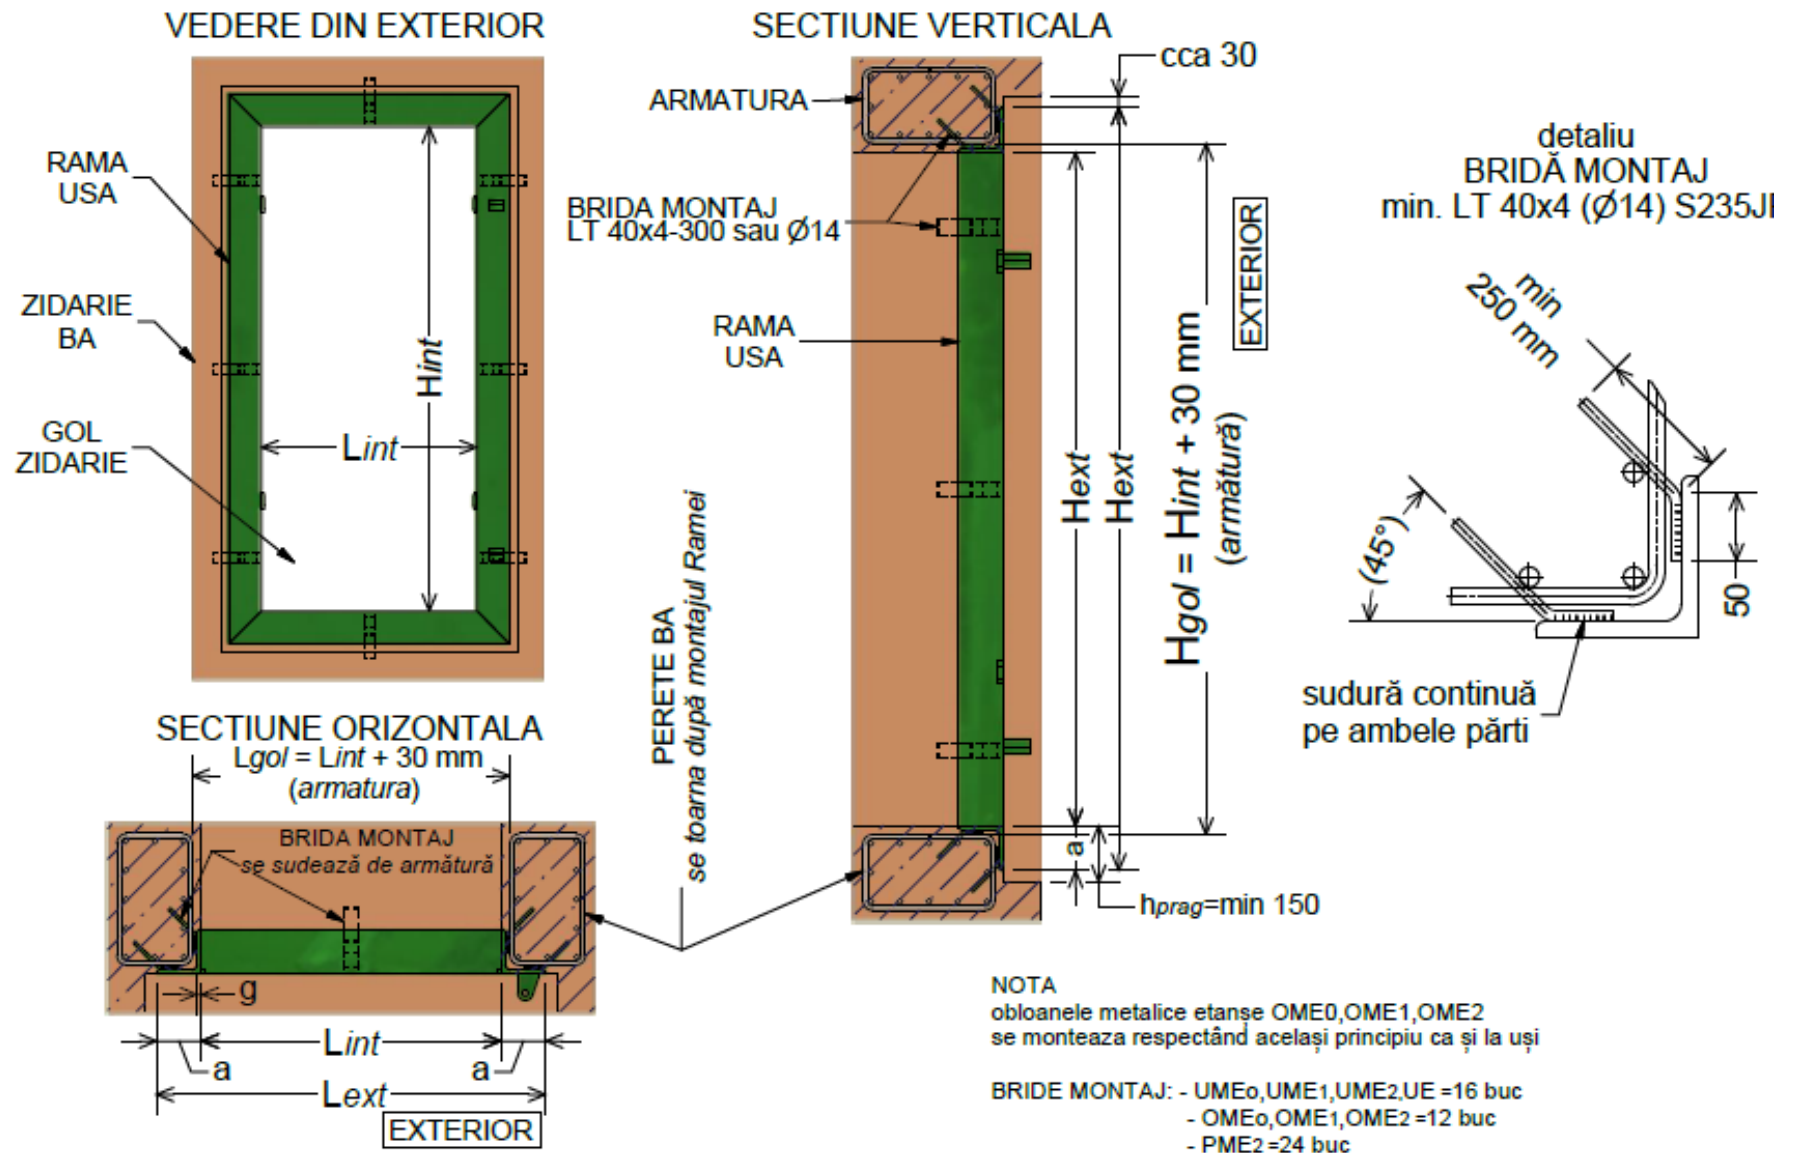 VEDERE DIN EXTERIOR
RAMA
USA
ZIDARIE
BA
GOL
ZIDARIE
Hint
Lint
SECTIUNE VERTICALA
cca 30
ARMATURA
BRIDA MONTAJ
LT 40x4-300 sau Ø14
RAMA
USA
EXTERIOR
Hext
Hext
Hgol = Hint + 30 mm
(armătură)
a
hprag=min 150
PERETE BA
se toarna după montajul Ramei
detaliu
BRIDĂ MONTAJ
min. LT 40x4 (Ø14) S235J
min
250 mm
(45°)
50
sudură continuă
pe ambele părti
SECTIUNE ORIZONTALA
Lgol = Lint + 30 mm
(armatura)
BRIDA MONTAJ
se sudează de armătură
g
Lint
a
a
Lext
EXTERIOR
NOTA
obloanele metalice etanșe OME0,OME1,OME2
se monteaza respectând același principiu ca și la uși
BRIDE MONTAJ: - UMEo,UME1,UME2,UE =16 buc
- OMEo,OME1,OME2 =12 buc
- PME2 =24 buc